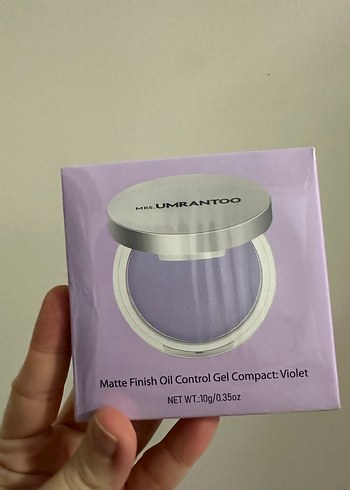 MRS.UMRANTOO
Matte Finish Oil Control Gel Compact: Violet
NET WT.:10g/0.35oz